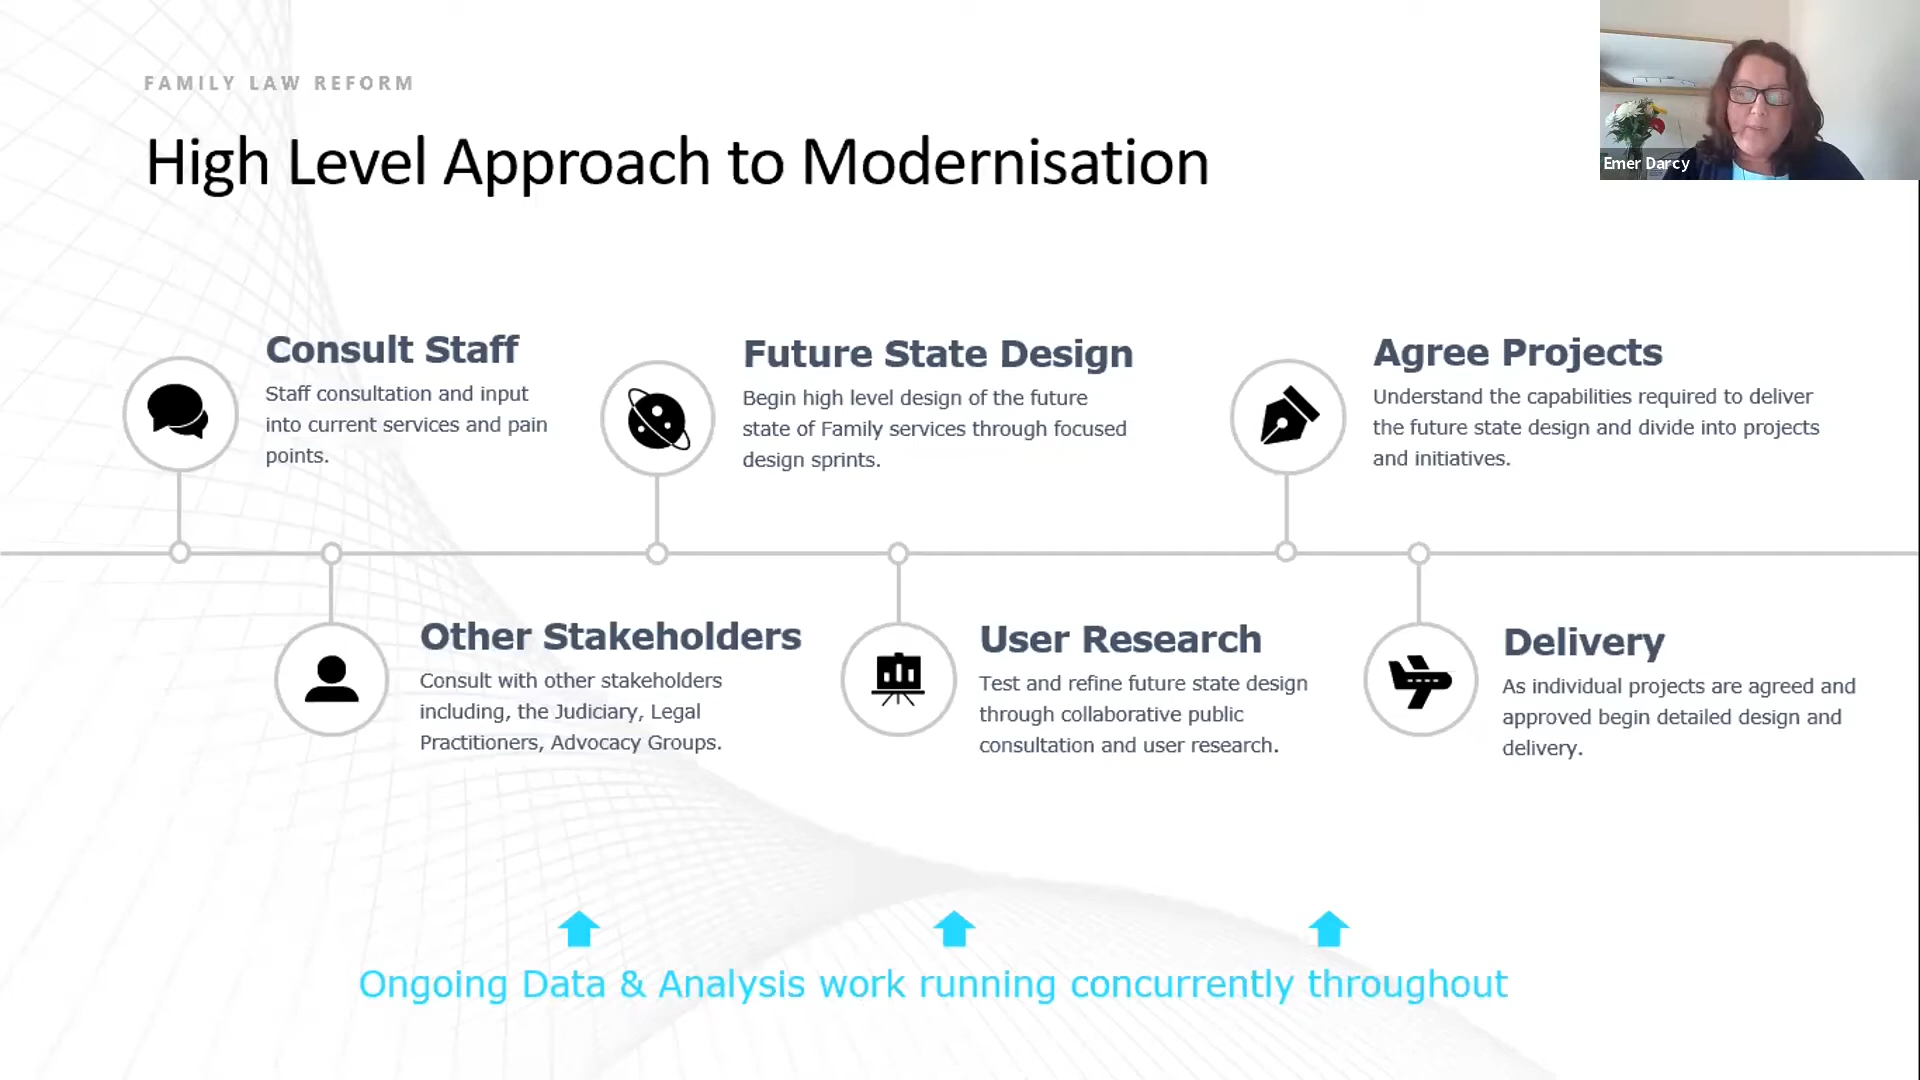 FAMILY LAW REFORM
High Level Approach to Modernisation
Emer Darcy
Consult Staff
Staff consultation and input
into current services and pain
points.
Future State Design
Begin high level design of the future
state of Family services through focused
design sprints.
Agree Projects
Understand the capabilities required to deliver
the future state design and divide into projects
and initiatives.
Other Stakeholders
Consult with other stakeholders
including, the Judiciary, Legal
Practitioners, Advocacy Groups.
User Research
Test and refine future state design
through collaborative public
consultation and user research.
Delivery
As individual projects are agreed and
approved begin detailed design and
delivery.
Ongoing Data & Analysis work running concurrently throughout